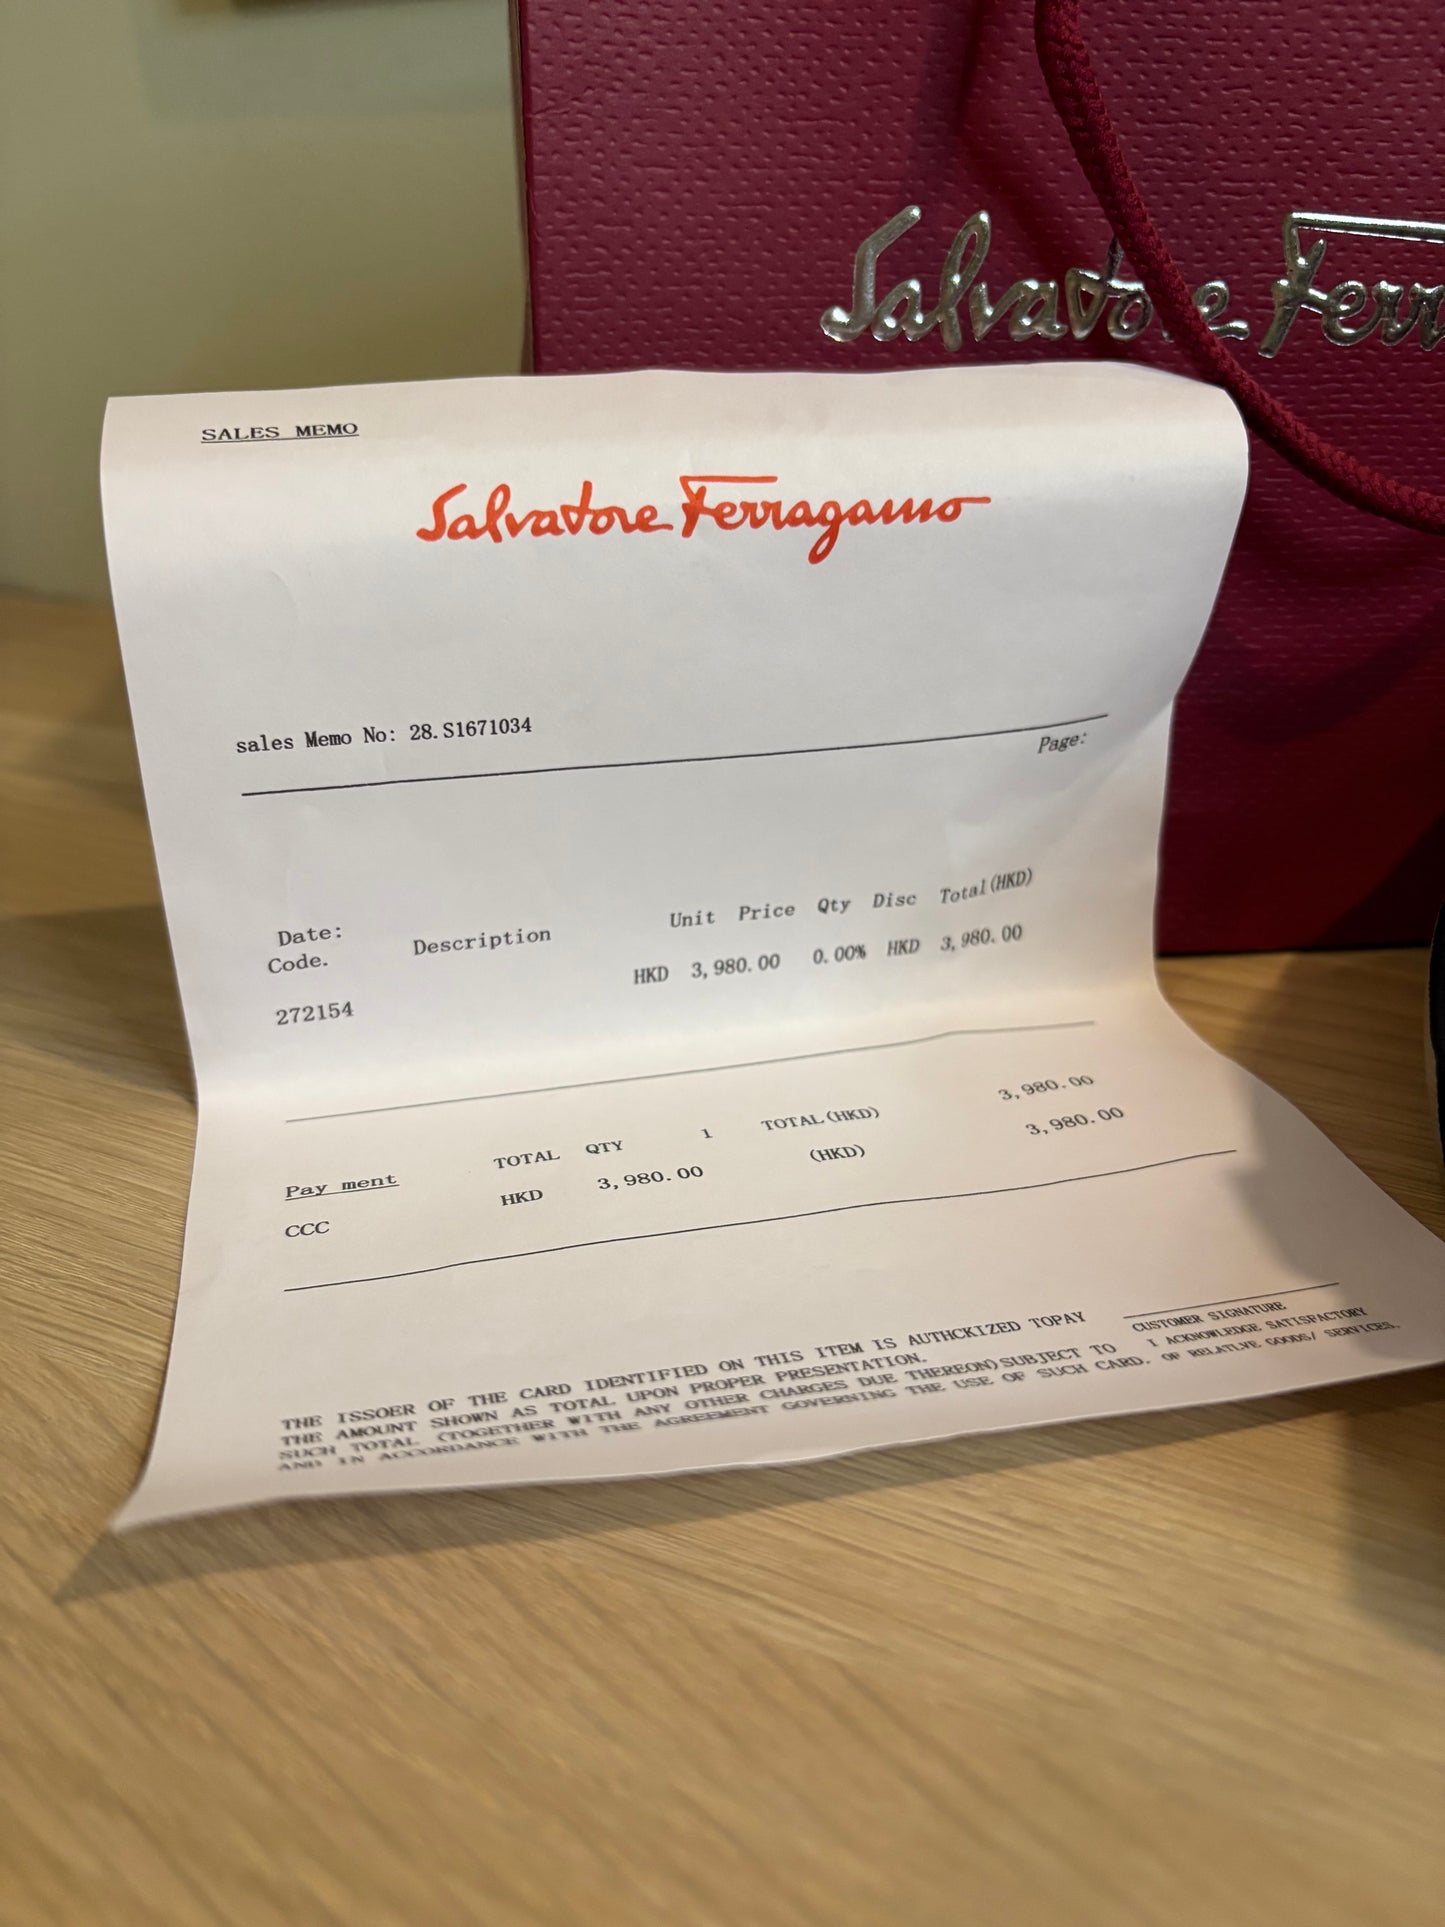 Salvatore Ferr
SALES MEMO
Salvatore Ferragamo
sales Memo No: 28.S1671034
Page:
Date: Description Unit Price Qty Disc Total(HKD)
Code.
HKD 3,980.00 0.00% HKD 3,980.00
272154
TOTAL QTY 1 TOTAL(HKD) 3,980.00
Pay ment HKD 3,980.00 (HKD) 3,980.00
CCC
THE ISSOER OF THE CARD IDENTIFIED ON THIS ITEM IS AUTHCKIZED TOPAY
THE AMOUNT SHOWN AS TOTAL UPON PROPER PRESENTATION.
SUCH TOTAL (TOGETHER WITH ANY OTHER CHARGES DUE THEREON)SUBJECT TO
AND IN ACCORDANCE WITH THE AGREEMENT GOVERNING THE USE OF SUCH CARD.
CUSTOMER SIGNATURE
I ACKNOWLEDGE SATISFACTORY
OF RELATLVE GOODS/ SERVICES.